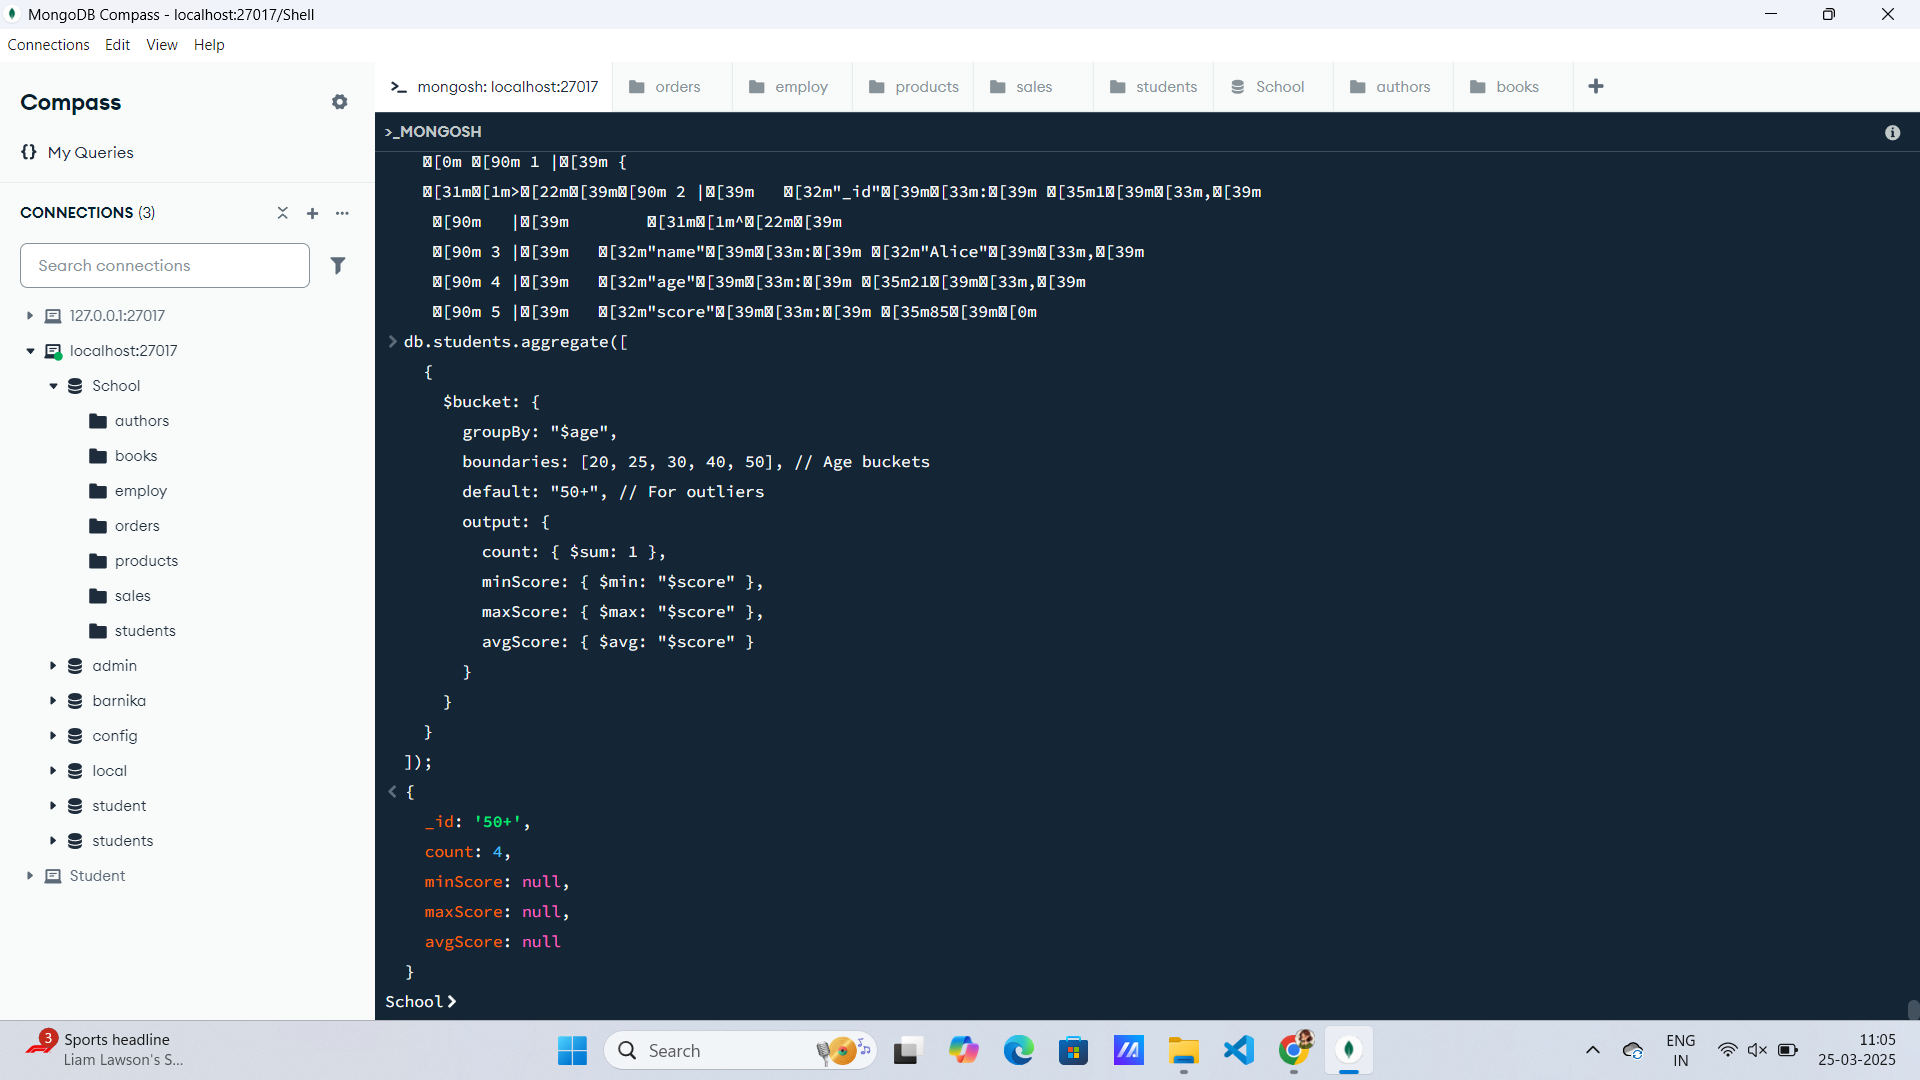 MongoDB Compass - localhost:27017/Shell
Connections Edit View Help
Compass
{} My Queries
CONNECTIONS (3)
Search connections
127.0.0.1:27017
localhost:27017
School
authors
books
employ
orders
products
sales
students
admin
barnika
config
local
student
students
Student
mongosh: localhost:27017 orders employ products sales students School authors books
>_MONGOSH
�[0m �[90m 1 |�[39m {
�[31m�[1m>�[22m�[39m�[90m 2 |�[39m   �[32m"_id"�[39m�[33m:�[39m �[35m1�[39m�[33m,�[39m
�[90m   |�[39m        �[31m�[1m^�[22m�[39m
�[90m 3 |�[39m   �[32m"name"�[39m�[33m:�[39m �[32m"Alice"�[39m�[33m,�[39m
�[90m 4 |�[39m   �[32m"age"�[39m�[33m:�[39m �[35m21�[39m�[33m,�[39m
�[90m 5 |�[39m   �[32m"score"�[39m�[33m:�[39m �[35m85�[39m�[0m
> db.students.aggregate([
{
$bucket: {
groupBy: "$age",
boundaries: [20, 25, 30, 40, 50], // Age buckets
default: "50+", // For outliers
output: {
count: { $sum: 1 },
minScore: { $min: "$score" },
maxScore: { $max: "$score" },
avgScore: { $avg: "$score" }
}
}
}
]);
< {
_id: '50+',
count: 4,
minScore: null,
maxScore: null,
avgScore: null
}
School>
3
Sports headline
Liam Lawson's S...
Search
ENG
IN
11:05
25-03-2025